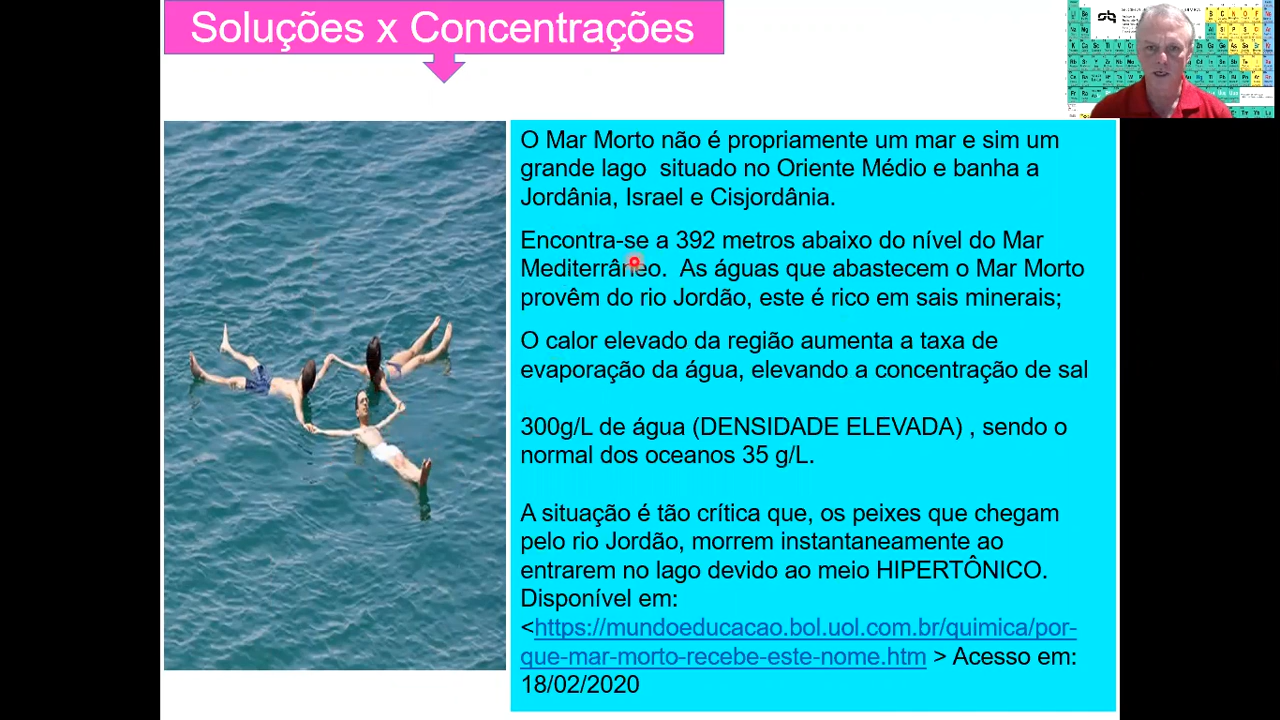 Soluções x Concentrações
O Mar Morto não é propriamente um mar e sim um
grande lago situado no Oriente Médio e banha a
Jordânia, Israel e Cisjordânia.
Encontra-se a 392 metros abaixo do nível do Mar
Mediterrâneo. As águas que abastecem o Mar Morto
provêm do rio Jordão, este é rico em sais minerais;
O calor elevado da região aumenta a taxa de
evaporação da água, elevando a concentração de sal
300g/L de água (DENSIDADE ELEVADA) , sendo o
normal dos oceanos 35 g/L.
A situação é tão crítica que, os peixes que chegam
pelo rio Jordão, morrem instantaneamente ao
entrarem no lago devido ao meio HIPERTÔNICO.
Disponível em:
<https://mundoeducacao.bol.uol.com.br/quimica/por-
que-mar-morto-recebe-este-nome.htm > Acesso em:
18/02/2020